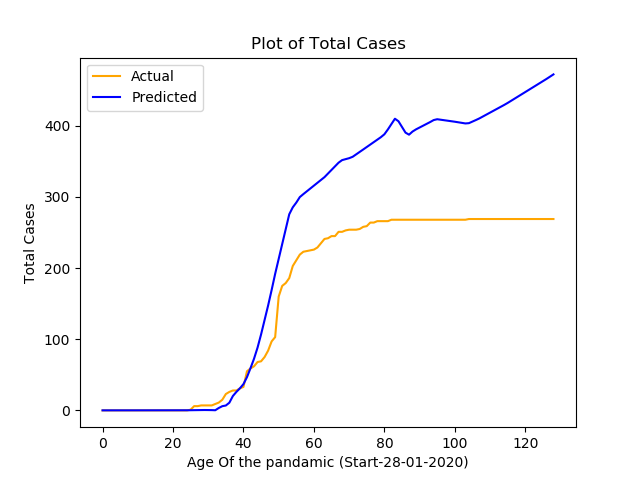 Plot of Total Cases
Actual
Predicted
400
300
200
100
0
Total Cases
0 20 40 60 80 100 120
Age Of the pandamic (Start-28-01-2020)